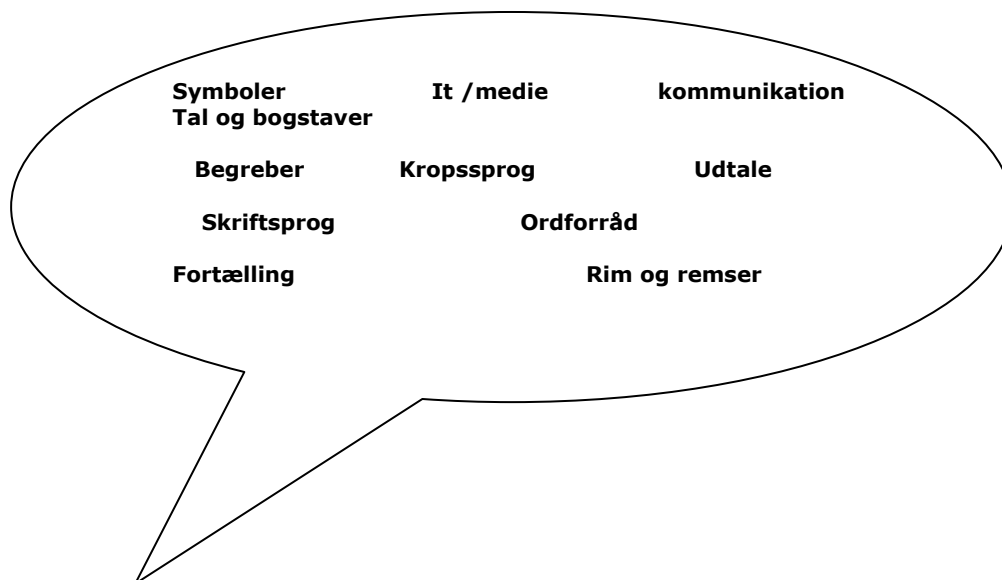 Symboler It /medie kommunikation
Tal og bogstaver
Begreber Kropssprog Udtale
Skriftsprog Ordforråd
Fortælling Rim og remser